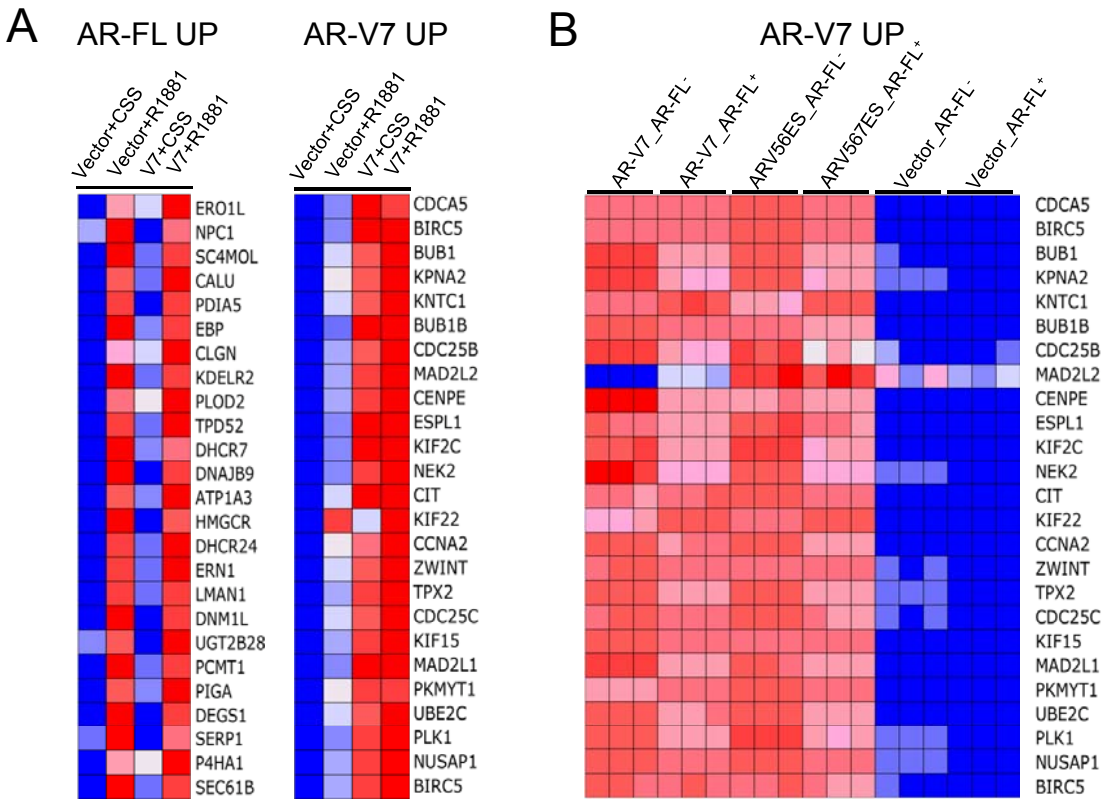 A
AR-FL UP
AR-V7 UP
Vector+CSS
Vector+R1881
V7+CSS
V7+R1881
Vector+CSS
Vector+R1881
V7+CSS
V7+R1881
ERO1L
NPC1
SC4MOL
CALU
PDIA5
EBP
CLGN
KDELR2
PLOD2
TPD52
DHCR7
DNAJB9
ATP1A3
HMGCR
DHCR24
ERN1
LMAN1
DNM1L
UGT2B28
PCMT1
PIGA
DEGS1
SERP1
P4HA1
SEC61B
CDCA5
BIRC5
BUB1
KPNA2
KNTC1
BUB1B
CDC25B
MAD2L2
CENPE
ESPL1
KIF2C
NEK2
CIT
KIF22
CCNA2
ZWINT
TPX2
CDC25C
KIF15
MAD2L1
PKMYT1
UBE2C
PLK1
NUSAP1
BIRC5
B
AR-V7 UP
AR-V7_AR-FL-
AR-V7_AR-FL+
ARV56ES_AR-FL-
ARV567ES_AR-FL+
Vector_AR-FL-
Vector_AR-FL+
CDCA5
BIRC5
BUB1
KPNA2
KNTC1
BUB1B
CDC25B
MAD2L2
CENPE
ESPL1
KIF2C
NEK2
CIT
KIF22
CCNA2
ZWINT
TPX2
CDC25C
KIF15
MAD2L1
PKMYT1
UBE2C
PLK1
NUSAP1
BIRC5